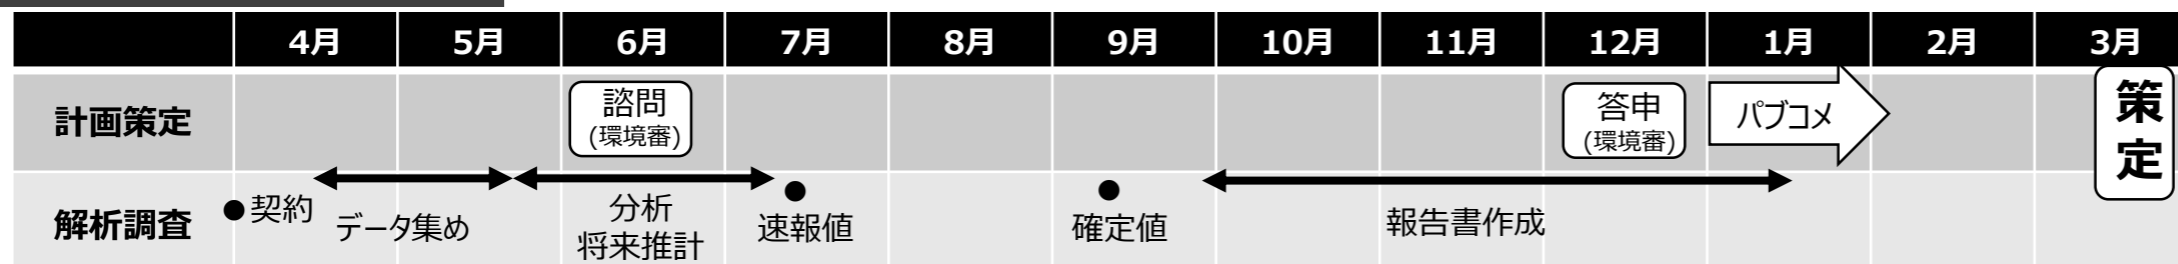 4月 5月 6月 7月 8月 9月 10月 11月 12月 1月 2月 3月
計画策定
諮問
(環境審)
答申
(環境審)
パブコメ
策
定
解析調査
●契約
データ集め
分析
将来推計
●
速報値
●
確定値
報告書作成